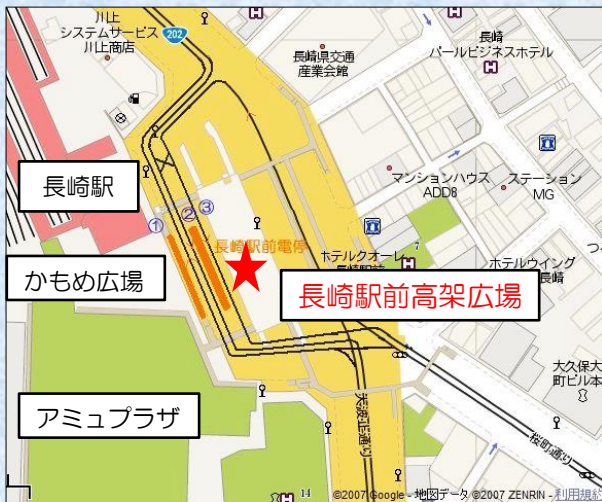 川上
システムサービス
川上商店
202
長崎県交通
産業会館
長崎
パールビジネスホテル
H
H
長崎駅
マンションハウス
ADD8
ステーション
MG
① ② ③
長崎駅前電停
かもめ広場
ホテルクオーレ
長崎駅前
7
H
ホテルウイング
長崎
つ
長崎駅前高架広場
アミュプラザ
大久保大
町ビル本
桜町通り
H
14
©2007 Google - 地図データ ©2007 ZENRIN - 利用規約